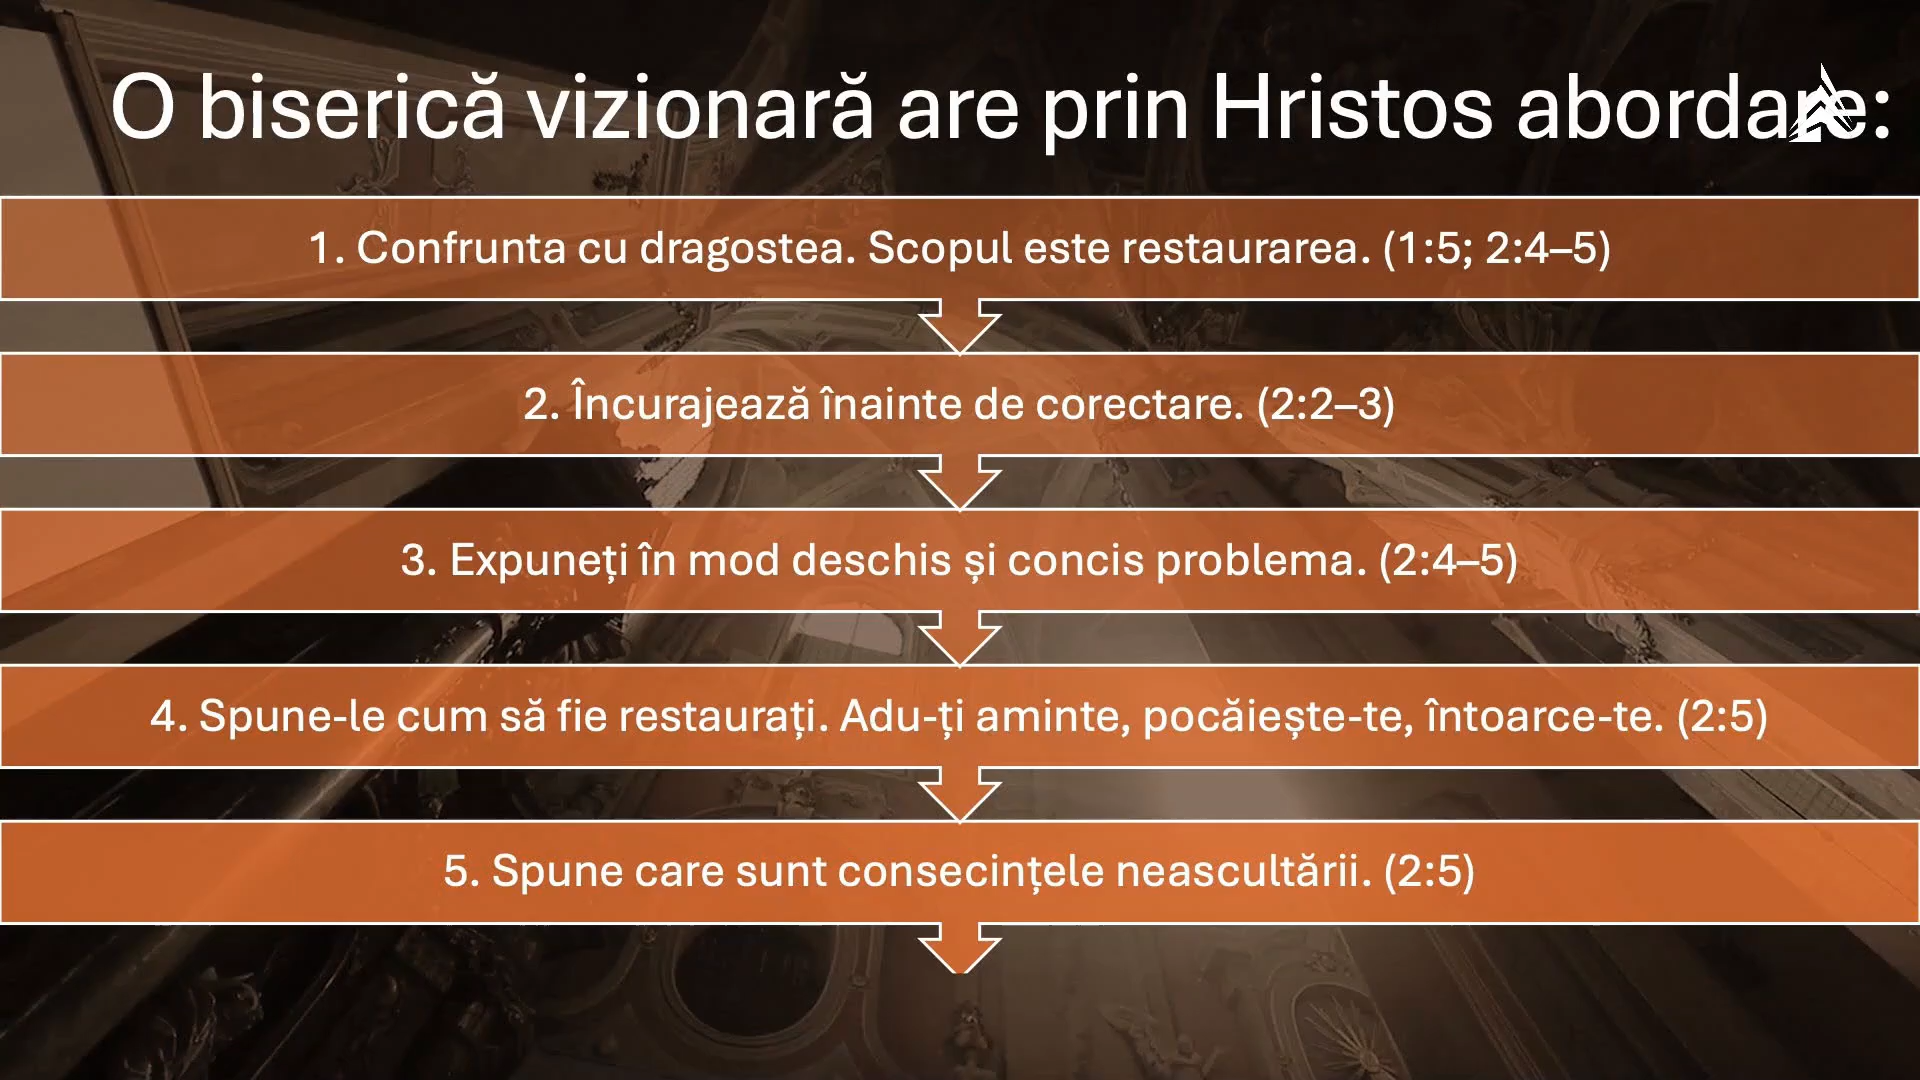 O biserică vizionară are prin Hristos abordare:
1. Confrunta cu dragostea. Scopul este restaurarea. (1:5; 2:4–5)
2. Încurajează înainte de corectare. (2:2–3)
3. Expuneți în mod deschis și concis problema. (2:4–5)
4. Spune-le cum să fie restaurați. Adu-ți aminte, pocăiește-te, întoarce-te. (2:5)
5. Spune care sunt consecințele neascultării. (2:5)